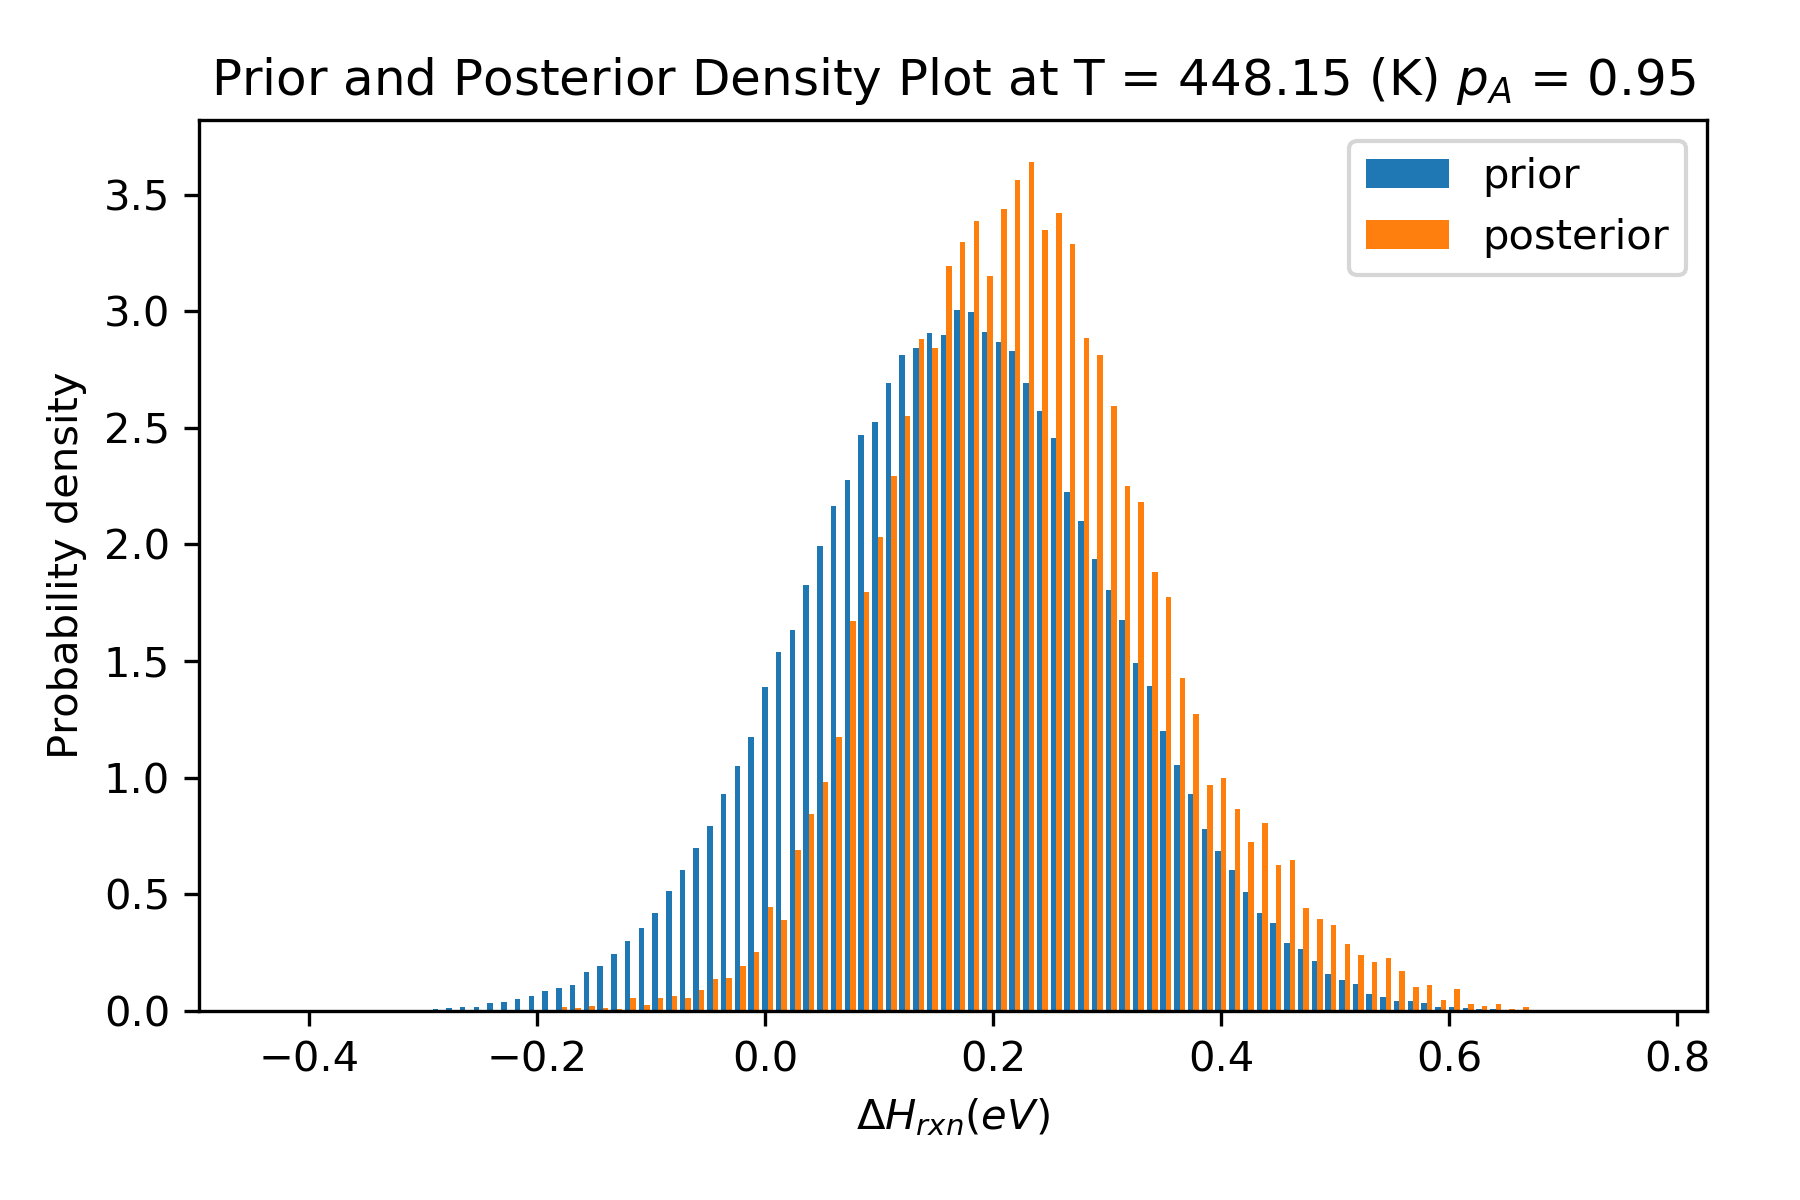 Prior and Posterior Density Plot at T = 448.15 (K) p_A = 0.95
prior
posterior
3.5
3.0
2.5
2.0
1.5
1.0
0.5
0.0
Probability density
−0.4 −0.2 0.0 0.2 0.4 0.6 0.8
ΔH_rxn(eV)